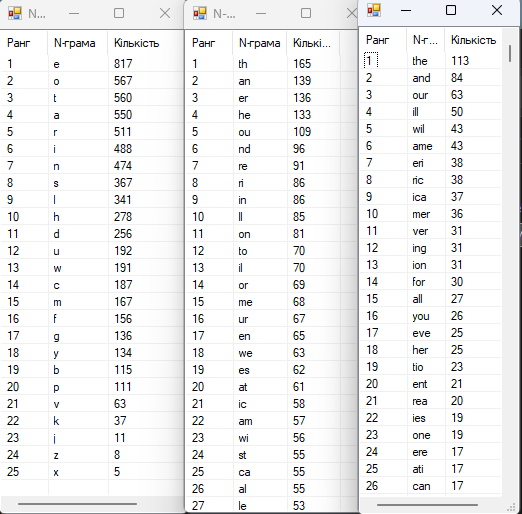 N...
Ранг N-грама Кількість
1 e 817
2 o 567
3 t 560
4 a 550
5 r 511
6 i 488
7 n 474
8 s 367
9 l 341
10 h 278
11 d 256
12 u 192
13 w 191
14 c 187
15 m 167
16 f 156
17 g 136
18 y 134
19 b 115
20 p 111
21 v 63
22 k 37
23 j 11
24 z 8
25 x 5
N-...
Ранг N-грама Кількі...
1 th 165
2 an 139
3 er 136
4 he 133
5 ou 109
6 nd 96
7 re 91
8 ri 86
9 in 86
10 ll 85
11 on 81
12 to 70
13 il 70
14 or 69
15 me 68
16 ur 67
17 en 65
18 we 63
19 es 62
20 at 61
21 ic 58
22 am 57
23 wi 56
24 st 55
25 ca 55
26 al 55
27 le 53
Ранг N-г... Кількість
1 the 113
2 and 84
3 our 63
4 ill 50
5 wil 43
6 ame 43
7 eri 38
8 ric 38
9 ica 37
10 mer 36
11 ver 31
12 ing 31
13 ion 31
14 for 30
15 all 27
16 you 26
17 eve 25
18 her 25
19 tio 23
20 ent 21
21 rea 20
22 ies 19
23 one 19
24 ere 17
25 ati 17
26 can 17